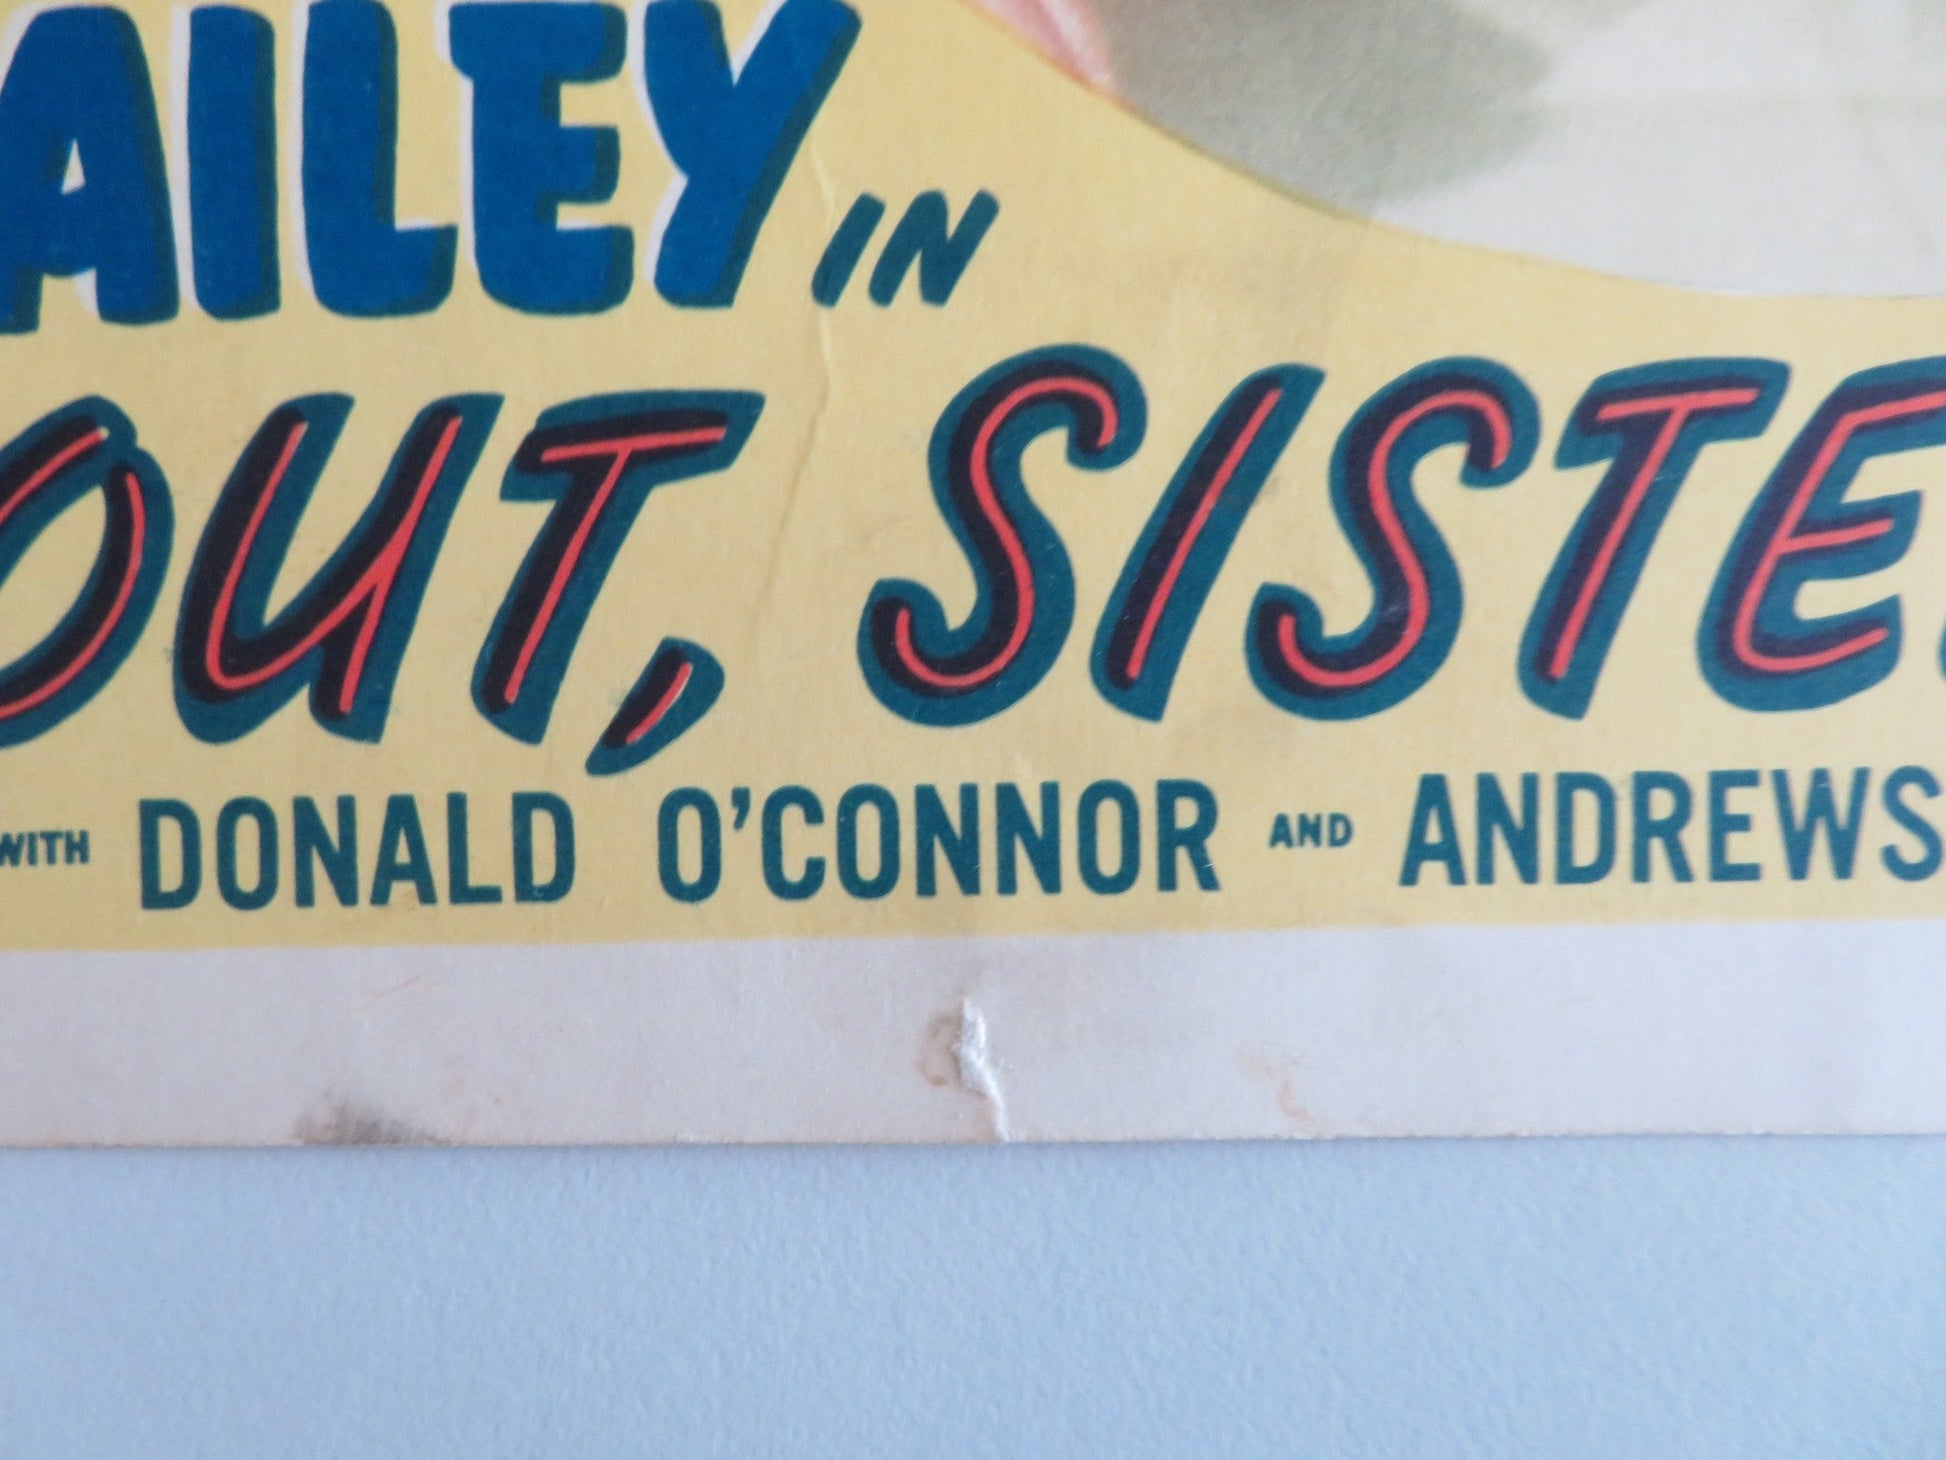 AILEY IN
OUT, SISTE
WITH DONALD O'CONNOR AND ANDREWS